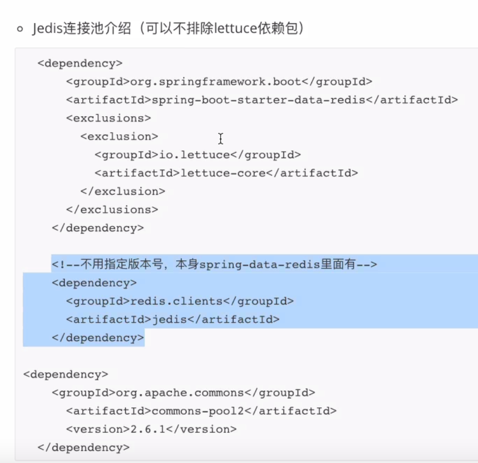 Jedis连接池介绍（可以不排除lettuce依赖包）
<dependency>
<groupId>org.springframework.boot</groupId>
<artifactId>spring-boot-starter-data-redis</artifactId>
<exclusions>
<exclusion>
<groupId>io.lettuce</groupId>
<artifactId>lettuce-core</artifactId>
</exclusion>
</exclusions>
</dependency>
<!--不用指定版本号，本身spring-data-redis里面有-->
<dependency>
<groupId>redis.clients</groupId>
<artifactId>jedis</artifactId>
</dependency>
<dependency>
<groupId>org.apache.commons</groupId>
<artifactId>commons-pool2</artifactId>
<version>2.6.1</version>
</dependency>